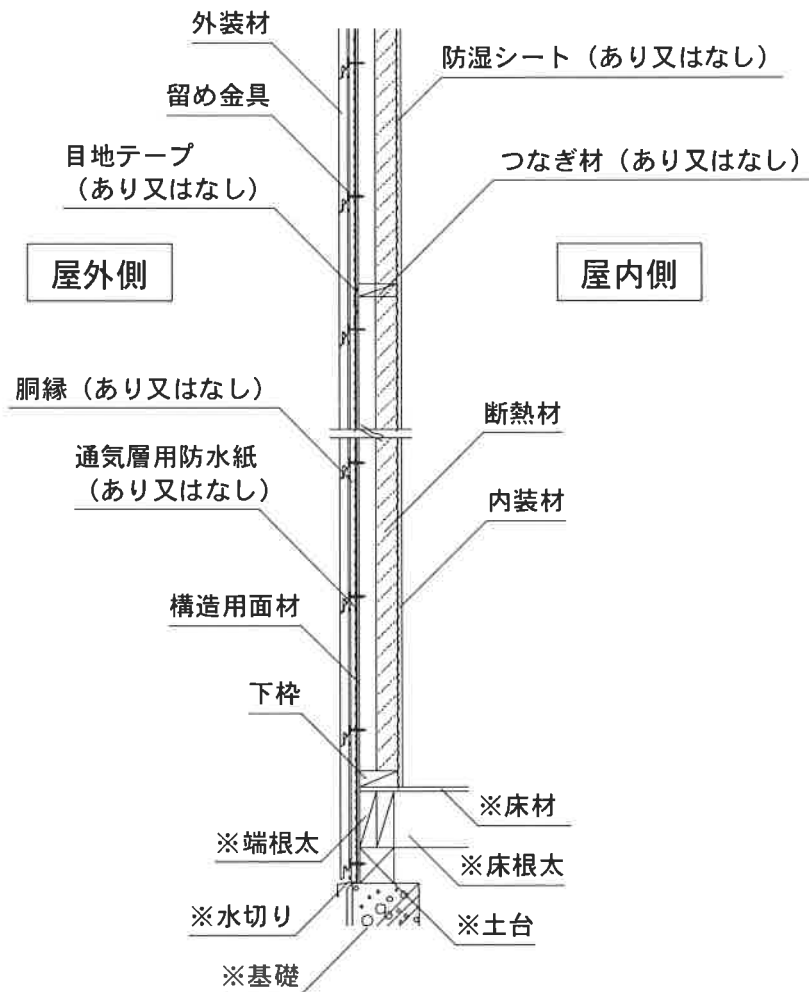 外装材
防湿シート（あり又はなし）
留め金具
目地テープ
（あり又はなし）
つなぎ材（あり又はなし）
屋外側
屋内側
胴縁（あり又はなし）
断熱材
通気層用防水紙
（あり又はなし）
内装材
構造用面材
下枠
※床材
※端根太
※床根太
※水切り
※土台
※基礎